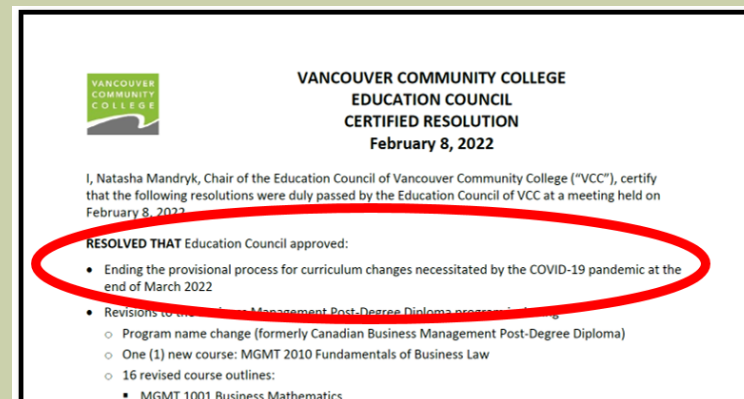 VANCOUVER
COMMUNITY
COLLEGE
VANCOUVER COMMUNITY COLLEGE
EDUCATION COUNCIL
CERTIFIED RESOLUTION
February 8, 2022
I, Natasha Mandryk, Chair of the Education Council of Vancouver Community College ("VCC"), certify
that the following resolutions were duly passed by the Education Council of VCC at a meeting held on
February 8, 2022
RESOLVED THAT Education Council approved:
• Ending the provisional process for curriculum changes necessitated by the COVID-19 pandemic at the
end of March 2022
• Revisions to the Management Post-Degree Diploma
○ Program name change (formerly Canadian Business Management Post-Degree Diploma)
○ One (1) new course: MGMT 2010 Fundamentals of Business Law
○ 16 revised course outlines:
▪ MGMT 1001 Business Mathematics